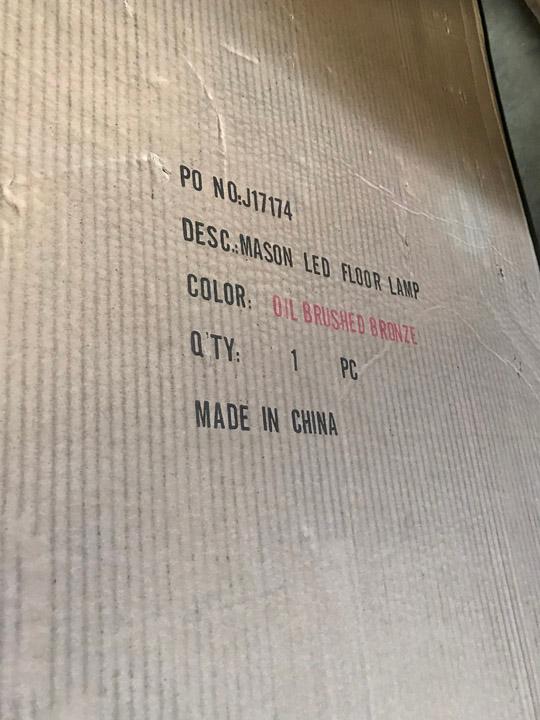 PO NO:J17174
DESC.:MASON LED FLOOR LAMP
COLOR: OIL BRUSHED BRONZE
Q'TY: 1 PC
MADE IN CHINA